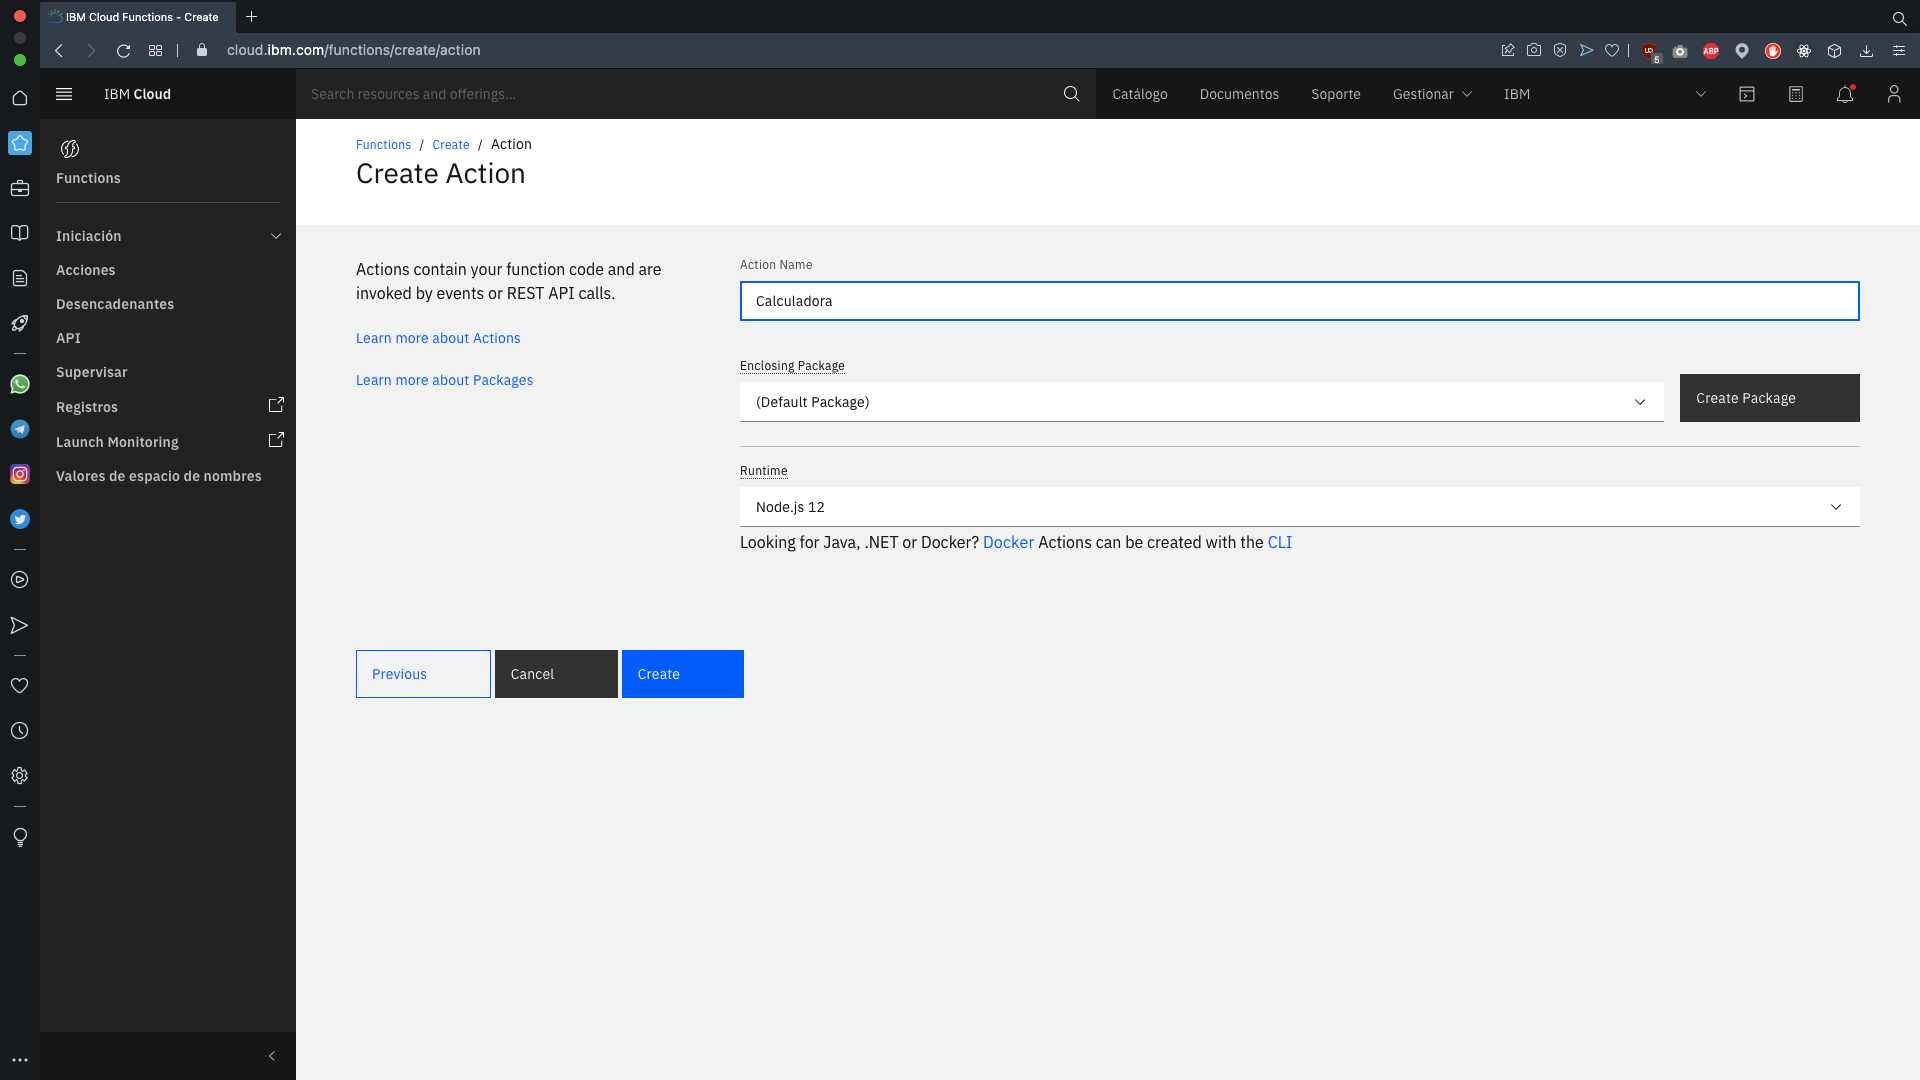 IBM Cloud Functions - Create
cloud.ibm.com/functions/create/action
5
ABP
IBM Cloud
Search resources and offerings...
Catálogo
Documentos
Soporte
Gestionar
IBM
Functions
Iniciación
Acciones
Desencadenantes
API
Supervisar
Registros
Launch Monitoring
Valores de espacio de nombres
Functions / Create / Action
Create Action
Actions contain your function code and are
invoked by events or REST API calls.
Learn more about Actions
Learn more about Packages
Action Name
Calculadora
Enclosing Package
(Default Package)
Create Package
Runtime
Node.js 12
Looking for Java, .NET or Docker? Docker Actions can be created with the CLI
Previous
Cancel
Create